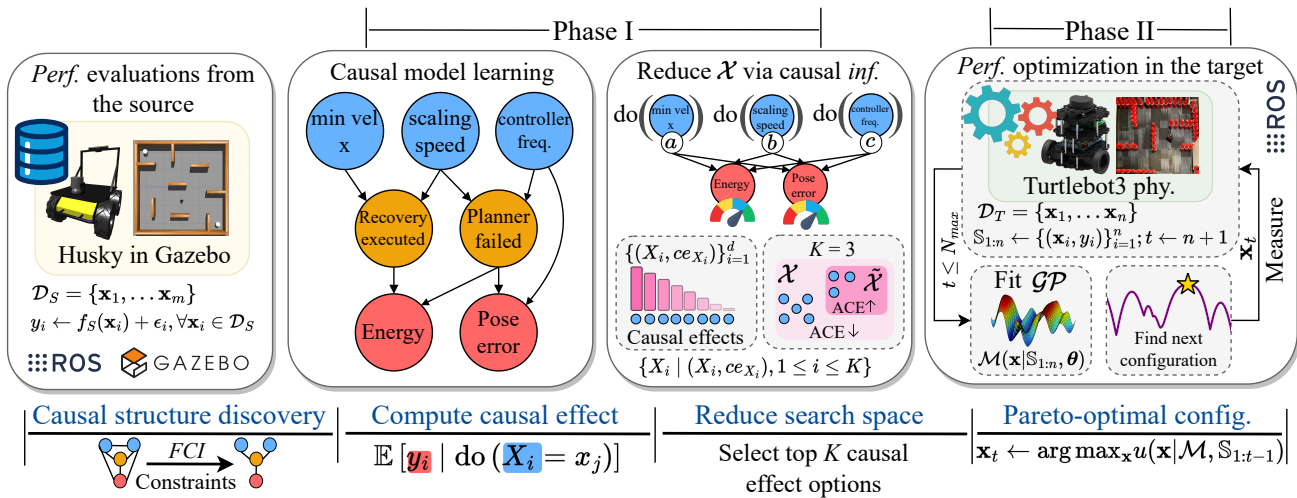 Phase I
Phase II
Perf. evaluations from
the source
Husky in Gazebo
𝒟_S = {x_1, … x_m}
y_i ← f_S(x_i) + ϵ_i, ∀x_i ∈ 𝒟_S
ROS
GAZEBO
Causal model learning
min vel
x
scaling
speed
controller
freq.
Recovery
executed
Planner
failed
Energy
Pose
error
Reduce 𝒳 via causal inf.
do(min vel x)
do(scaling speed)
do(controller freq.)
a
b
c
Energy
Pose
error
{(X_i, ce_{X_i})}_{i=1}^d
Causal effects
K = 3
𝒳
𝒳̃
ACE↑
ACE↓
{X_i | (X_i, ce_{X_i}), 1 ≤ i ≤ K}
Perf. optimization in the target
ROS
Turtlebot3 phy.
𝒟_T = {x_1, … x_n}
𝕊_{1:n} ← {(x_i, y_i)}_{i=1}^n; t ← n + 1
t ≤ N_max
x_t
Measure
Fit 𝒢𝒫
ℳ(x|𝕊_{1:n}, θ)
Find next
configuration
Causal structure discovery
FCI
Constraints
Compute causal effect
𝔼 [y_i | do (X_i = x_j)]
Reduce search space
Select top K causal
effect options
Pareto-optimal config.
x_t ← arg max_x u(x|ℳ, 𝕊_{1:t−1})